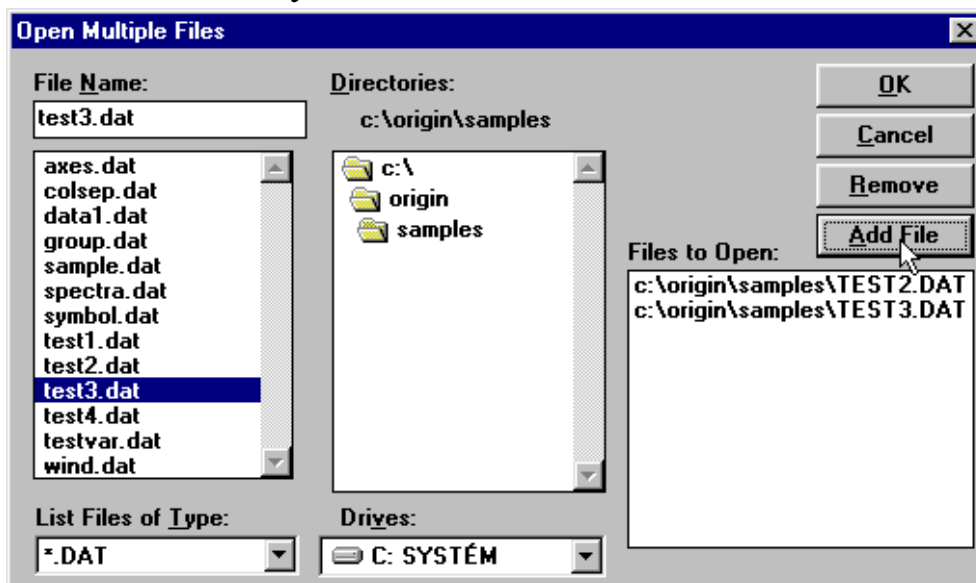 Open Multiple Files
File Name:
test3.dat
axes.dat
colsep.dat
data1.dat
group.dat
sample.dat
spectra.dat
symbol.dat
test1.dat
test2.dat
test3.dat
test4.dat
testvar.dat
wind.dat
List Files of Type:
*.DAT
Directories:
c:\origin\samples
c:\
origin
samples
Drives:
C: SYSTÉM
OK
Cancel
Remove
Add File
Files to Open:
c:\origin\samples\TEST2.DAT
c:\origin\samples\TEST3.DAT